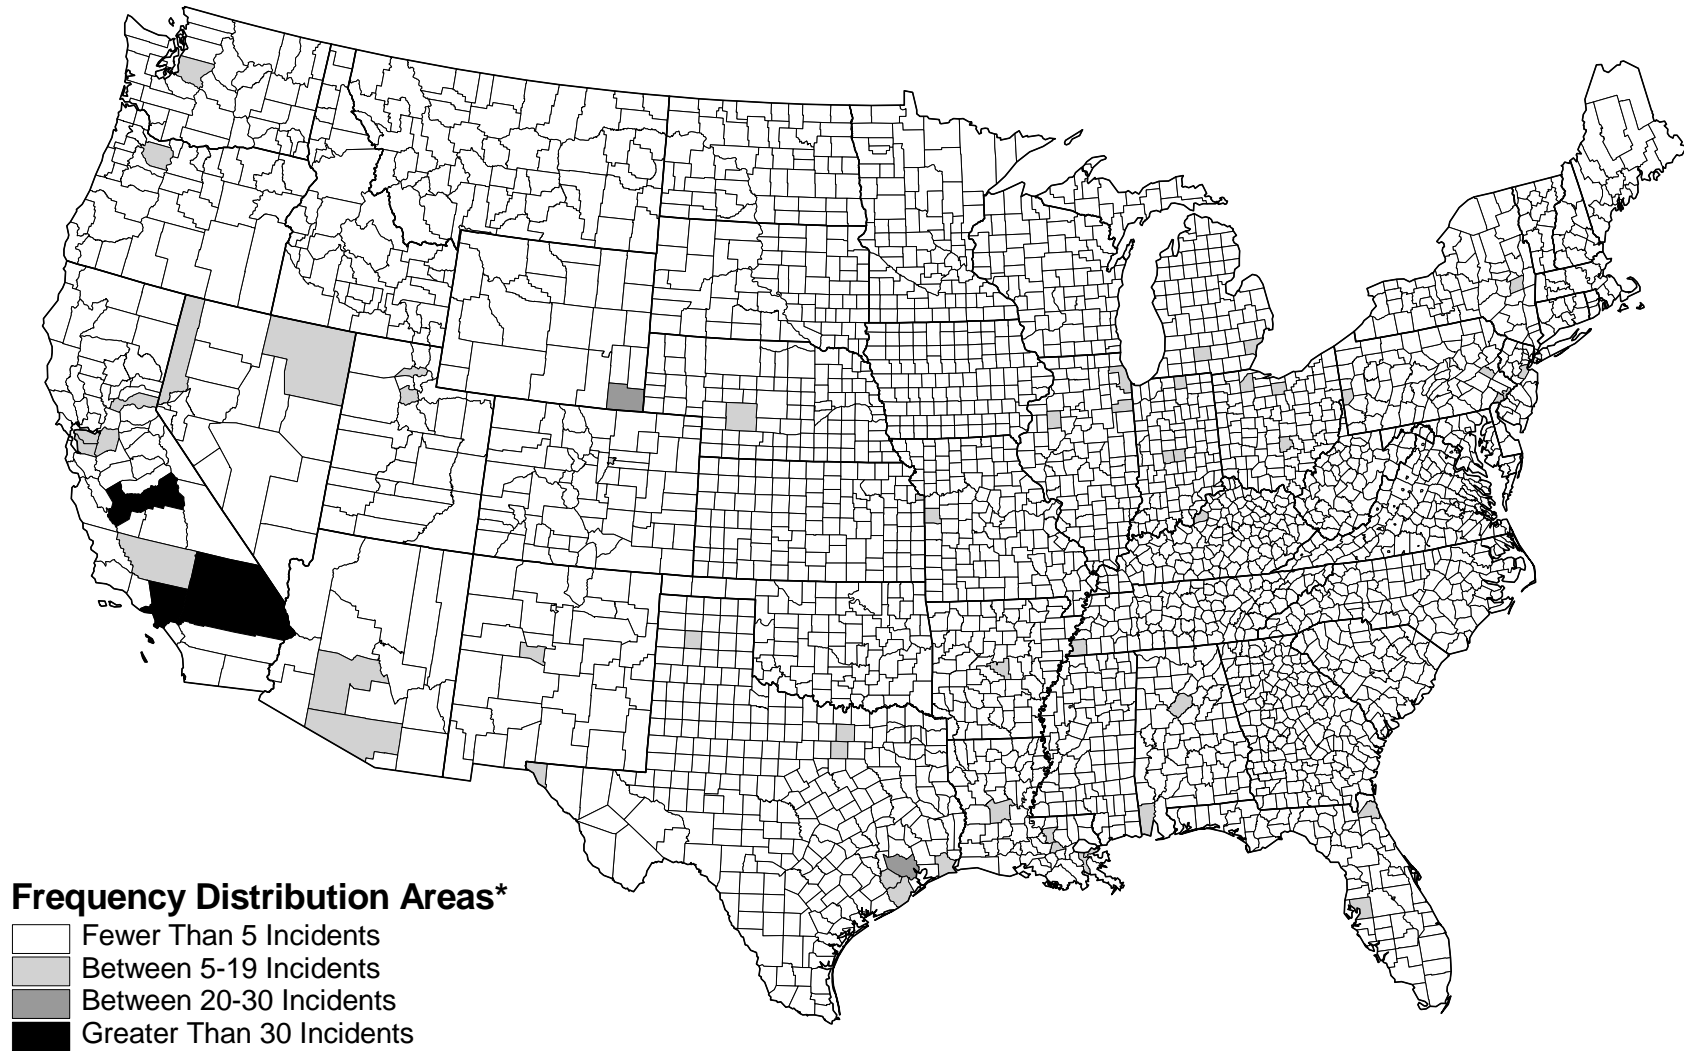 Frequency Distribution Areas*
Fewer Than 5 Incidents
Between 5-19 Incidents
Between 20-30 Incidents
Greater Than 30 Incidents